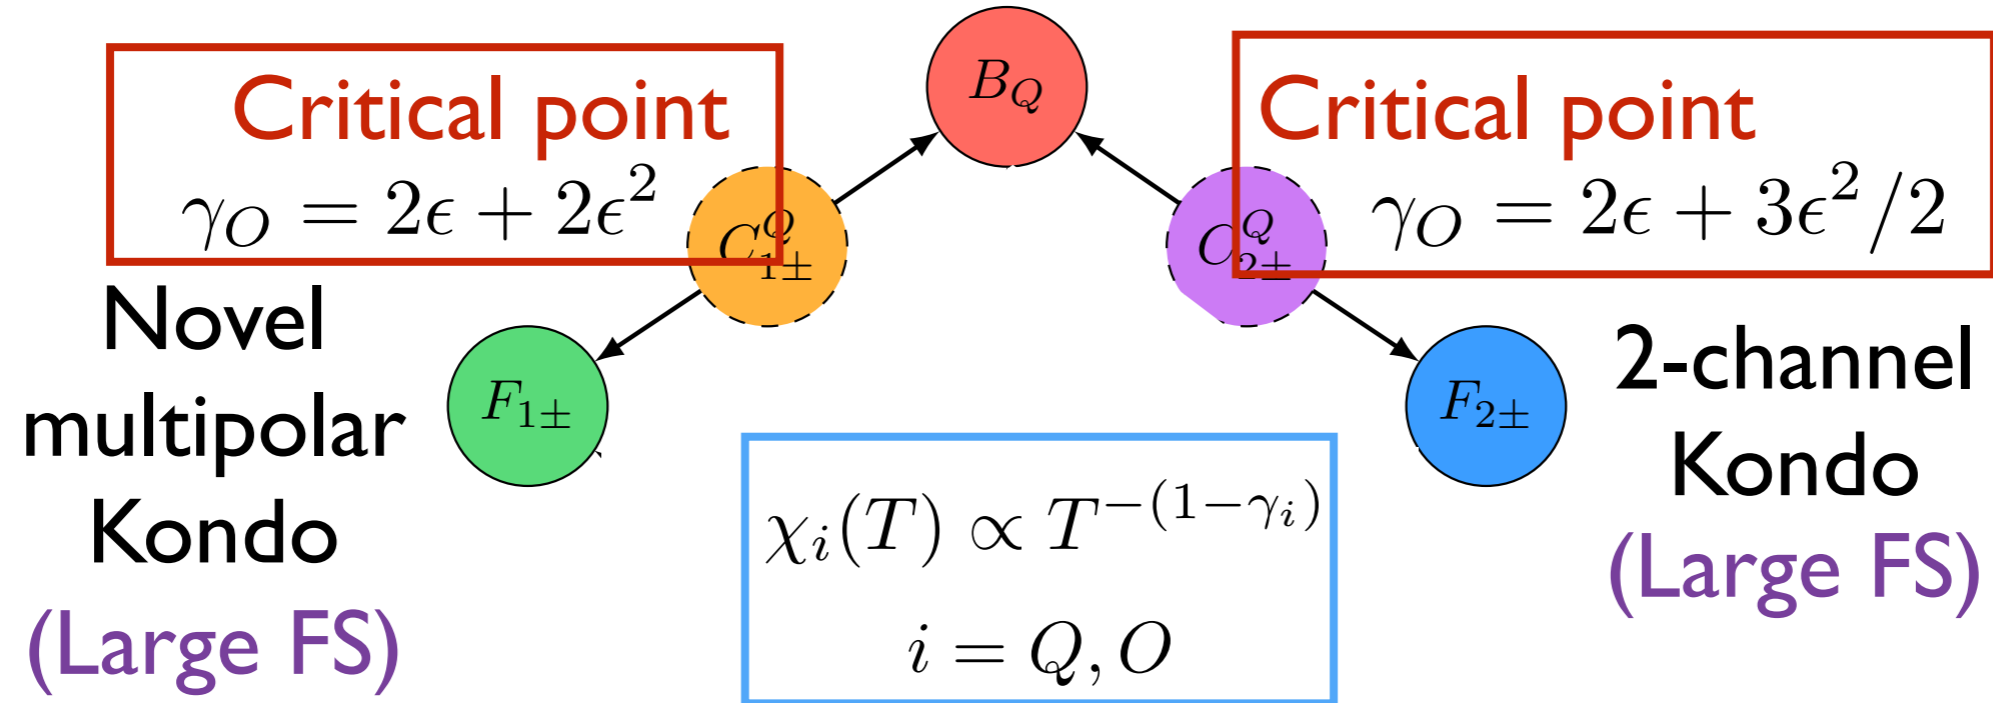 Critical point
γ_O = 2ϵ + 2ϵ²
B_Q
Critical point
γ_O = 2ϵ + 3ϵ²/2
C^Q_{1±}
C^Q_{2±}
Novel
multipolar
Kondo
(Large FS)
F_{1±}
F_{2±}
2-channel
Kondo
(Large FS)
χ_i(T) ∝ T^{-(1-γ_i)}
i = Q, O